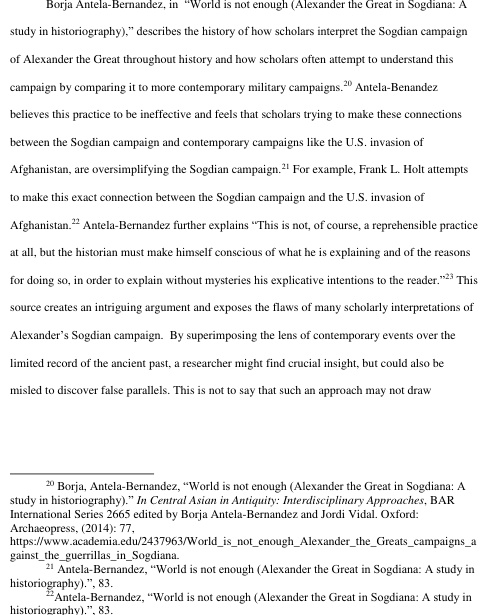 Borja Antela-Bernandez, in  “World is not enough (Alexander the Great in Sogdiana: A
study in historiography),” describes the history of how scholars interpret the Sogdian campaign
of Alexander the Great throughout history and how scholars often attempt to understand this
campaign by comparing it to more contemporary military campaigns.20 Antela-Benandez
believes this practice to be ineffective and feels that scholars trying to make these connections
between the Sogdian campaign and contemporary campaigns like the U.S. invasion of
Afghanistan, are oversimplifying the Sogdian campaign.21 For example, Frank L. Holt attempts
to make this exact connection between the Sogdian campaign and the U.S. invasion of
Afghanistan.22 Antela-Bernandez further explains “This is not, of course, a reprehensible practice
at all, but the historian must make himself conscious of what he is explaining and of the reasons
for doing so, in order to explain without mysteries his explicative intentions to the reader.”23 This
source creates an intriguing argument and exposes the flaws of many scholarly interpretations of
Alexander’s Sogdian campaign.  By superimposing the lens of contemporary events over the
limited record of the ancient past, a researcher might find crucial insight, but could also be
misled to discover false parallels. This is not to say that such an approach may not draw
20 Borja, Antela-Bernandez, “World is not enough (Alexander the Great in Sogdiana: A
study in historiography).” In Central Asian in Antiquity: Interdisciplinary Approaches, BAR
International Series 2665 edited by Borja Antela-Bernandez and Jordi Vidal. Oxford:
Archaeopress, (2014): 77,
https://www.academia.edu/2437963/World_is_not_enough_Alexander_the_Greats_campaigns_a
gainst_the_guerrillas_in_Sogdiana.
21 Antela-Bernandez, “World is not enough (Alexander the Great in Sogdiana: A study in
historiography).”, 83.
22Antela-Bernandez, “World is not enough (Alexander the Great in Sogdiana: A study in
historiography).”, 83.